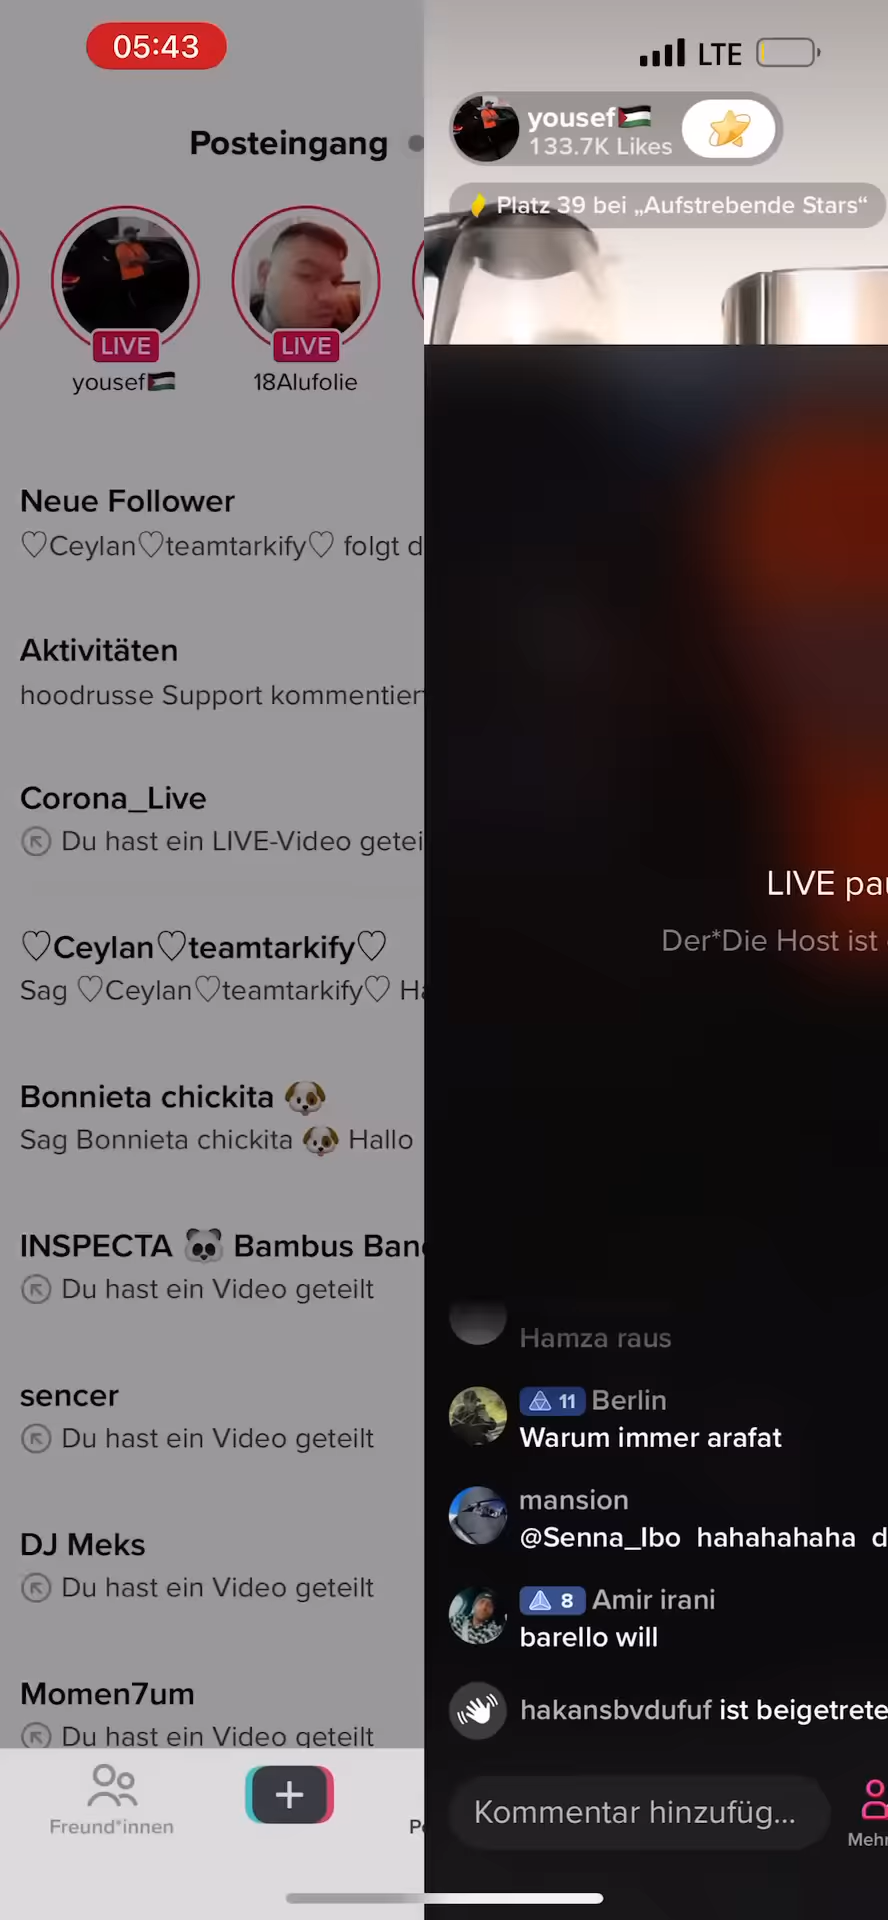 05:43
LTE
Posteingang
LIVE
yousef🇵🇸
LIVE
18Alufolie
Neue Follower
♡Ceylan♡teamtarkify♡ folgt d
Aktivitäten
hoodrusse Support kommentier
Corona_Live
Du hast ein LIVE-Video getei
♡Ceylan♡teamtarkify♡
Sag ♡Ceylan♡teamtarkify♡ Ha
Bonnieta chickita 🐶
Sag Bonnieta chickita 🐶 Hallo
INSPECTA 🐼 Bambus Ban
Du hast ein Video geteilt
sencer
Du hast ein Video geteilt
DJ Meks
Du hast ein Video geteilt
Momen7um
Du hast ein Video geteilt
Freund*innen
yousef🇵🇸
133.7K Likes
Platz 39 bei „Aufstrebende Stars“
LIVE pau
Der*Die Host ist
Hamza raus
11 Berlin
Warum immer arafat
mansion
@Senna_Ibo hahahahaha d
8 Amir irani
barello will
hakansbvdufuf ist beigetrete
Kommentar hinzufüg...
Mehr